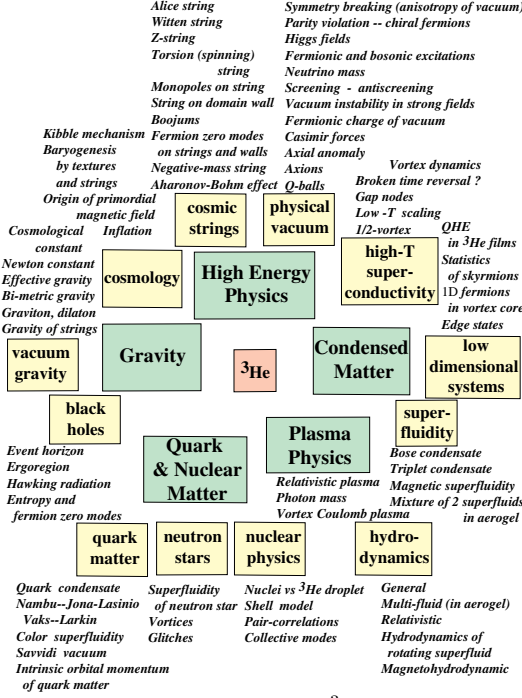 Alice string
Witten string
Z-string
Torsion (spinning)
string
Monopoles on string
String on domain wall
Boojums
Fermion zero modes
on strings and walls
Negative-mass string
Aharonov-Bohm effect
Symmetry breaking (anisotropy of vacuum)
Parity violation -- chiral fermions
Higgs fields
Fermionic and bosonic excitations
Neutrino mass
Screening - antiscreening
Vacuum instability in strong fields
Fermionic charge of vacuum
Casimir forces
Axial anomaly
Axions
Q-balls
Kibble mechanism
Baryogenesis
by textures
and strings
Origin of primordial
magnetic field
Inflation
Vortex dynamics
Broken time reversal ?
Gap nodes
Low -T scaling
1/2-vortex
Cosmological
constant
Newton constant
Effective gravity
Bi-metric gravity
Graviton, dilaton
Gravity of strings
QHE
in 3He films
Statistics
of skyrmions
1D fermions
in vortex core
Edge states
cosmic
strings
physical
vacuum
cosmology
High Energy
Physics
high-T
super-
conductivity
vacuum
gravity
Gravity
3He
Condensed
Matter
low
dimensional
systems
black
holes
Quark
& Nuclear
Matter
Plasma
Physics
super-
fluidity
Event horizon
Ergoregion
Hawking radiation
Entropy and
fermion zero modes
Relativistic plasma
Photon mass
Vortex Coulomb plasma
Bose condensate
Triplet condensate
Magnetic superfluidity
Mixture of 2 superfluids
in aerogel
quark
matter
neutron
stars
nuclear
physics
hydro-
dynamics
Quark condensate
Nambu--Jona-Lasinio
Vaks--Larkin
Color superfluidity
Savvidi vacuum
Intrinsic orbital momentum
of quark matter
Superfluidity
of neutron star
Vortices
Glitches
Nuclei vs 3He droplet
Shell model
Pair-correlations
Collective modes
General
Multi-fluid (in aerogel)
Relativistic
Hydrodynamics of
rotating superfluid
Magnetohydrodynamic